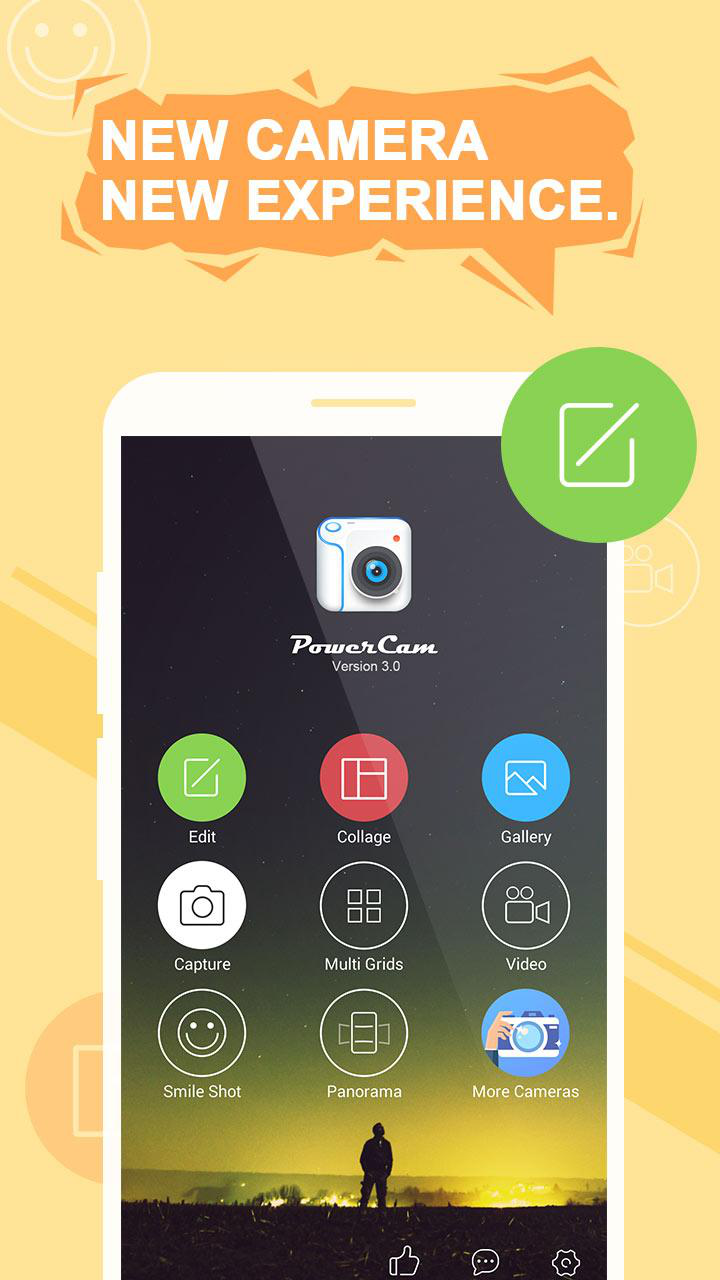 NEW CAMERA
NEW EXPERIENCE.
PowerCam
Version 3.0
Edit
Collage
Gallery
Capture
Multi Grids
Video
Smile Shot
Panorama
More Cameras